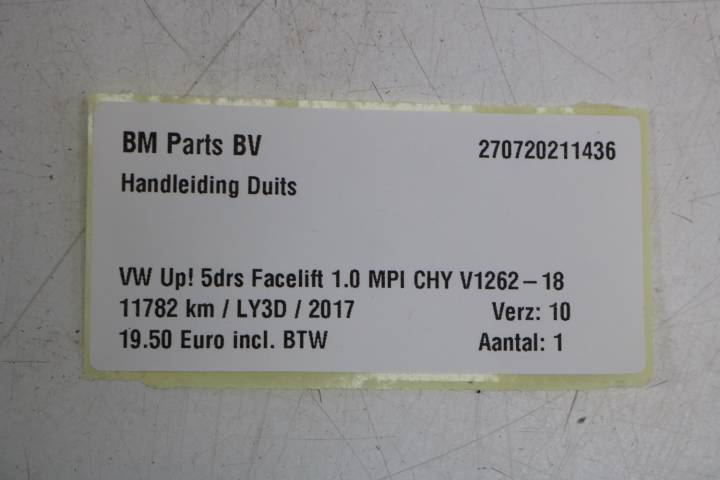 BM Parts BV 270720211436
Handleiding Duits
VW Up! 5drs Facelift 1.0 MPI CHY V1262-18
11782 km / LY3D / 2017 Verz: 10
19.50 Euro incl. BTW Aantal: 1